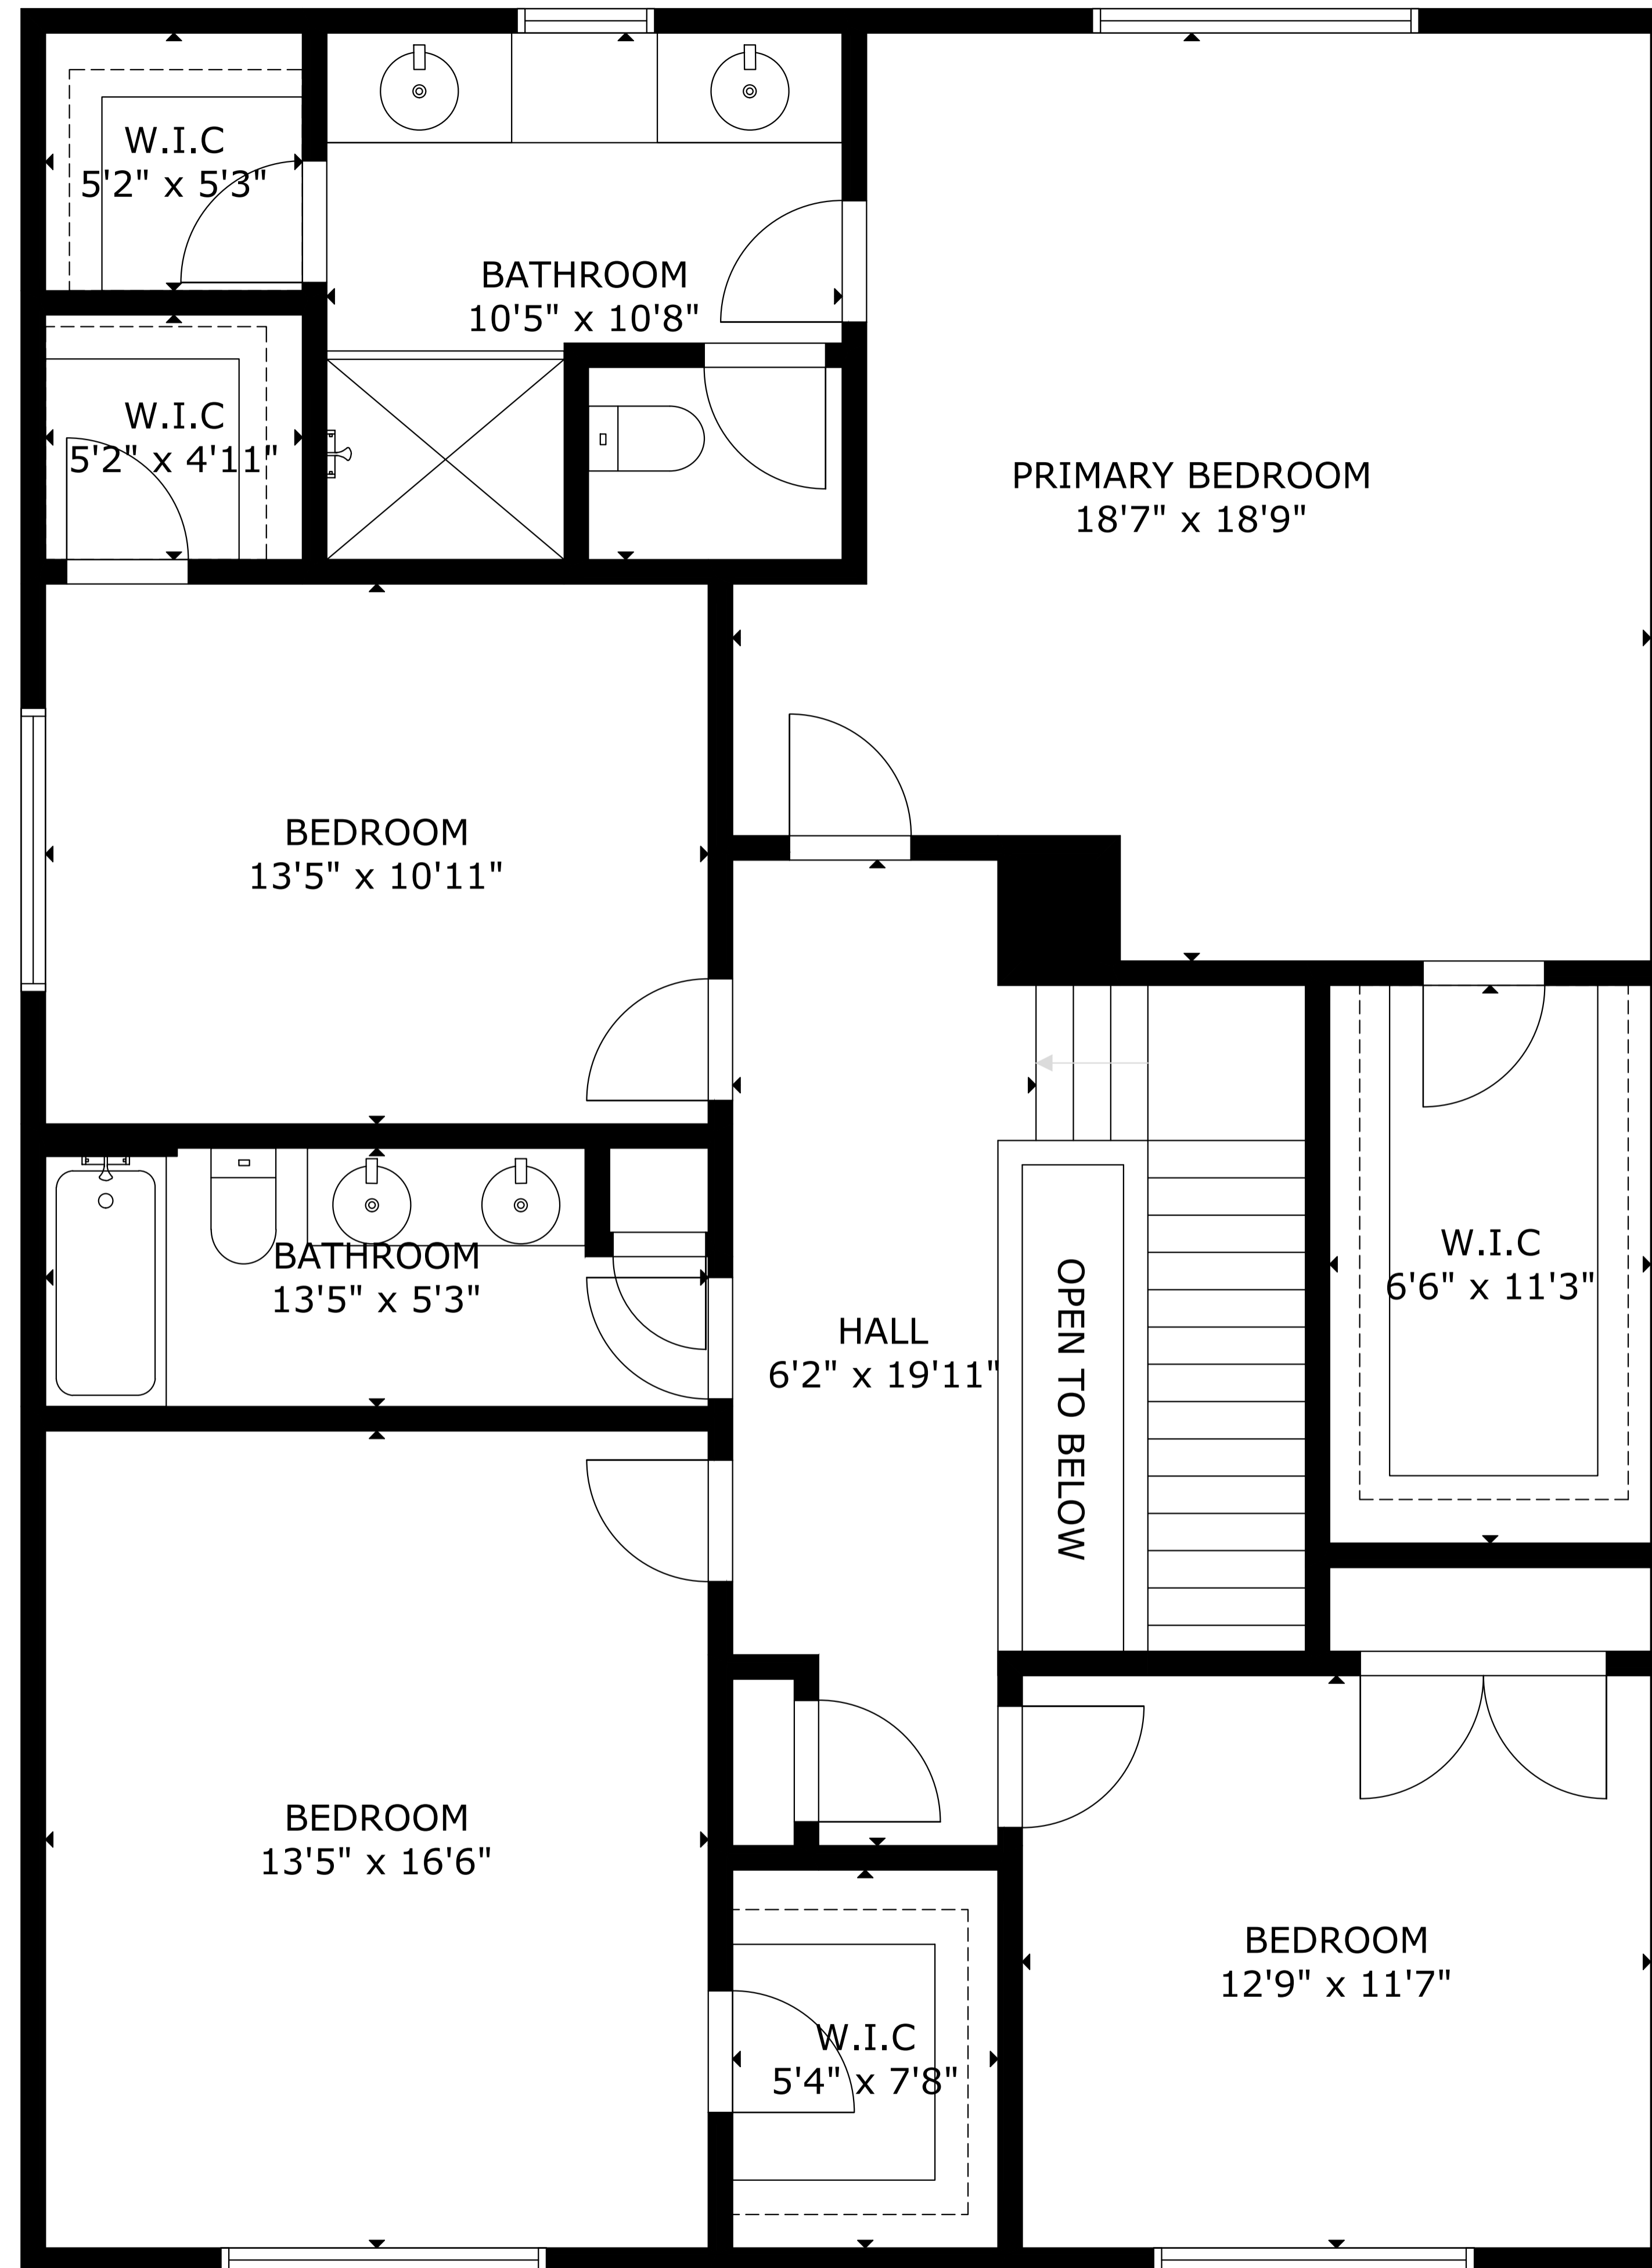 W.I.C
5'2" x 5'3"
BATHROOM
10'5" x 10'8"
W.I.C
5'2" x 4'11"
PRIMARY BEDROOM
18'7" x 18'9"
BEDROOM
13'5" x 10'11"
BATHROOM
13'5" x 5'3"
HALL
6'2" x 19'11"
OPEN TO BELOW
W.I.C
6'6" x 11'3"
BEDROOM
13'5" x 16'6"
BEDROOM
12'9" x 11'7"
W.I.C
5'4" x 7'8"